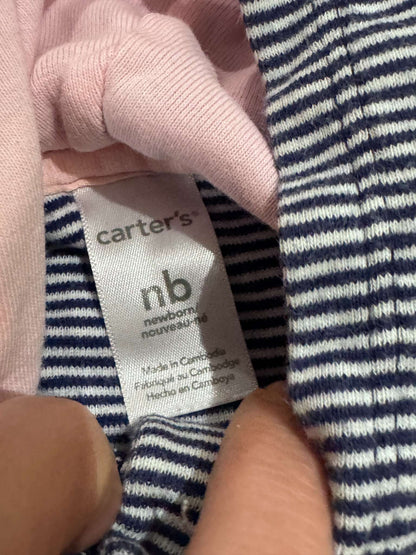 carter's®
nb
newborn
nouveau-né
Made in Cambodia
Fabriqué au Cambodge
Hecho en Camboya